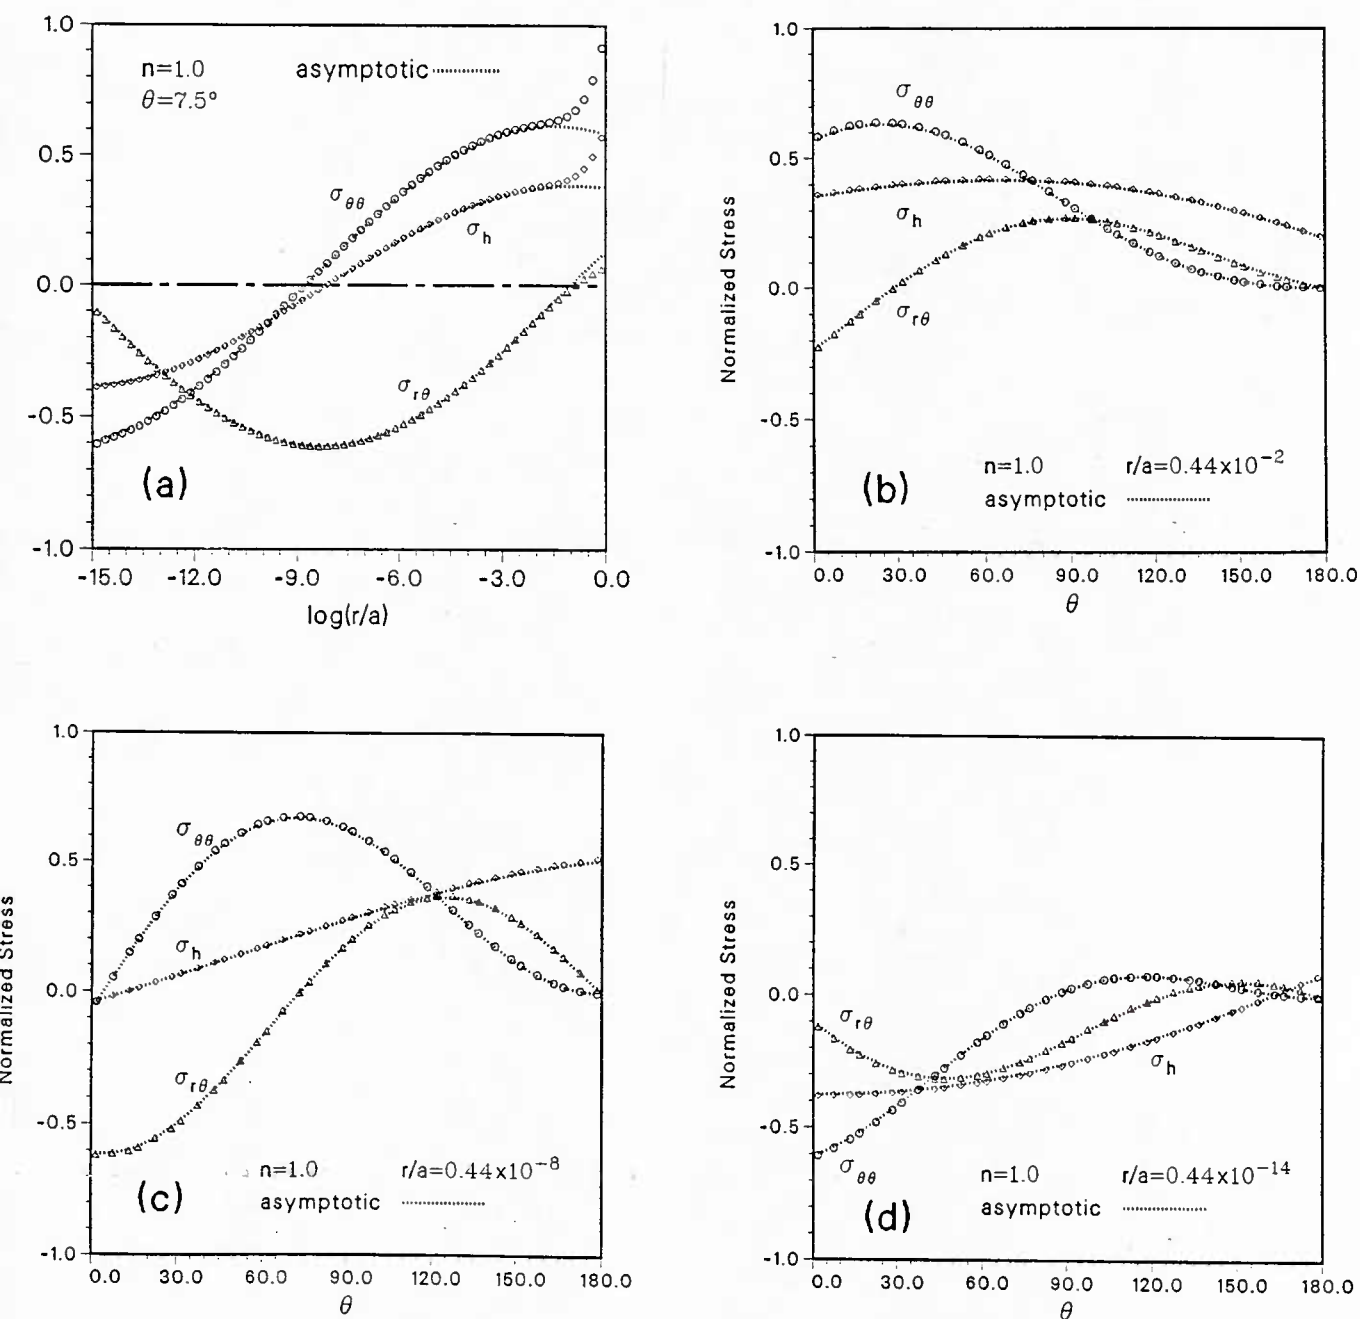 1.0
0.5
0.0
-0.5
-1.0
n=1.0 asymptotic
θ=7.5°
σθθ
σh
σrθ
(a)
-15.0 -12.0 -9.0 -6.0 -3.0 0.0
log(r/a)
Normalized Stress
1.0
0.5
0.0
-0.5
-1.0
σθθ
σh
σrθ
(b)
n=1.0 r/a=0.44x10−2
asymptotic
0.0 30.0 60.0 90.0 120.0 150.0 180.0
θ
Normalized Stress
1.0
0.5
0.0
-0.5
-1.0
σθθ
σh
σrθ
(c)
n=1.0 r/a=0.44x10−8
asymptotic
0.0 30.0 60.0 90.0 120.0 150.0 180.0
θ
Normalized Stress
1.0
0.5
0.0
-0.5
-1.0
σrθ
σh
σθθ
(d)
n=1.0 r/a=0.44x10−14
asymptotic
0.0 30.0 60.0 90.0 120.0 150.0 180.0
θ